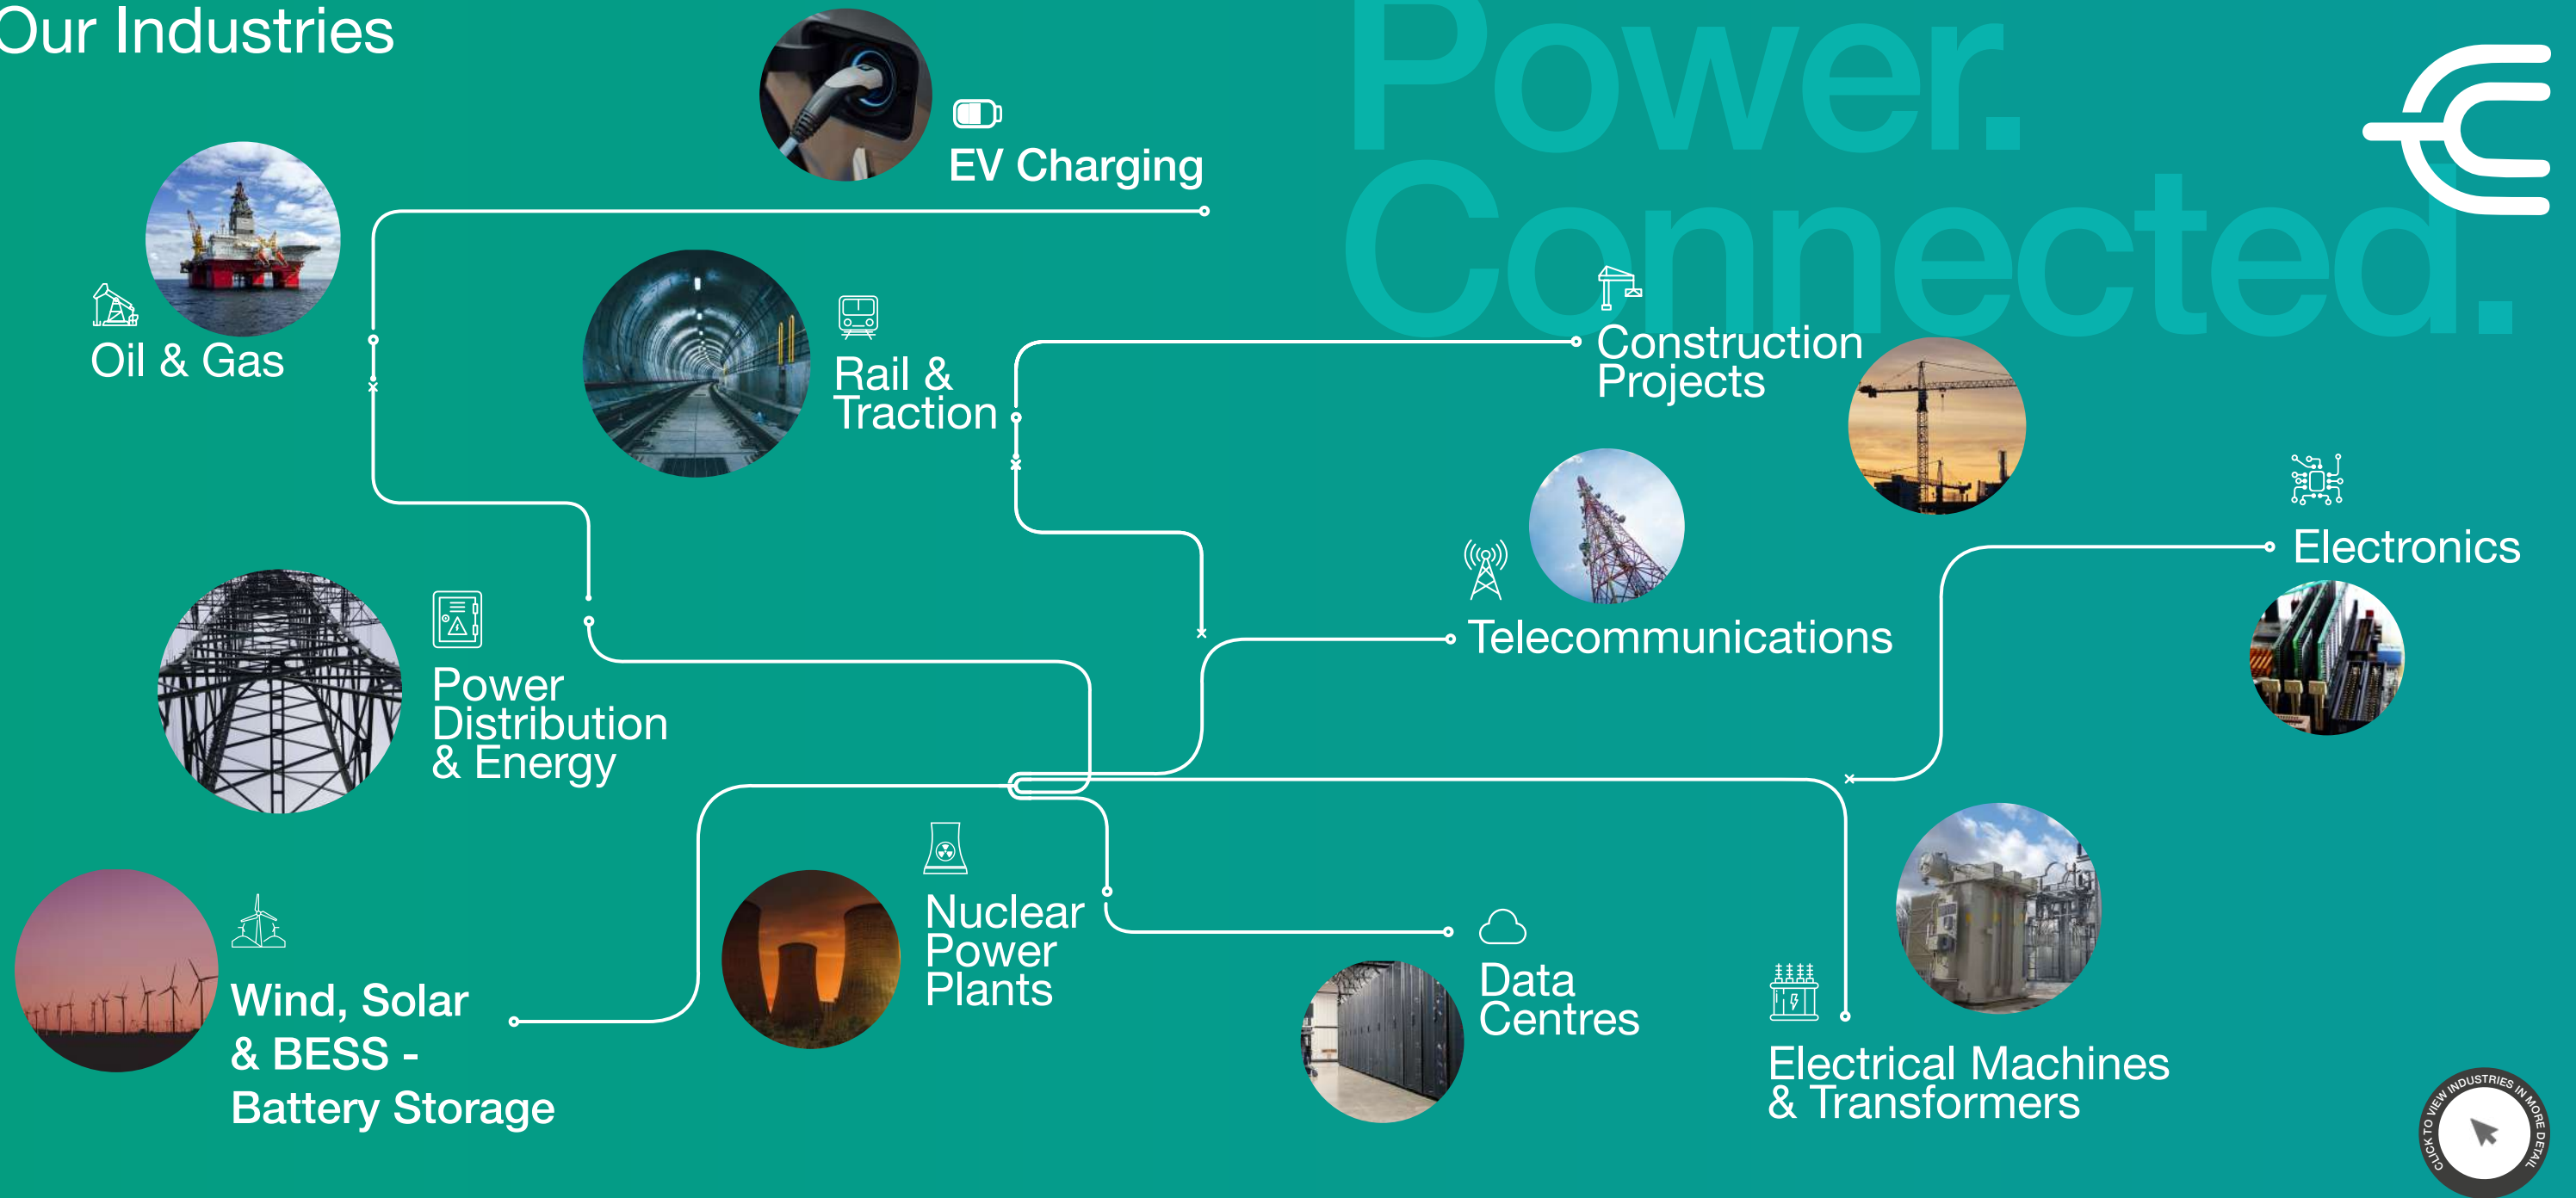 Our Industries
Power.
Connected.
EV Charging
Oil & Gas
Rail &
Traction
Construction
Projects
Electronics
Telecommunications
Power
Distribution
& Energy
Nuclear
Power
Plants
Data
Centres
Wind, Solar
& BESS -
Battery Storage
Electrical Machines
& Transformers
CLICK TO VIEW INDUSTRIES IN MORE DETAIL